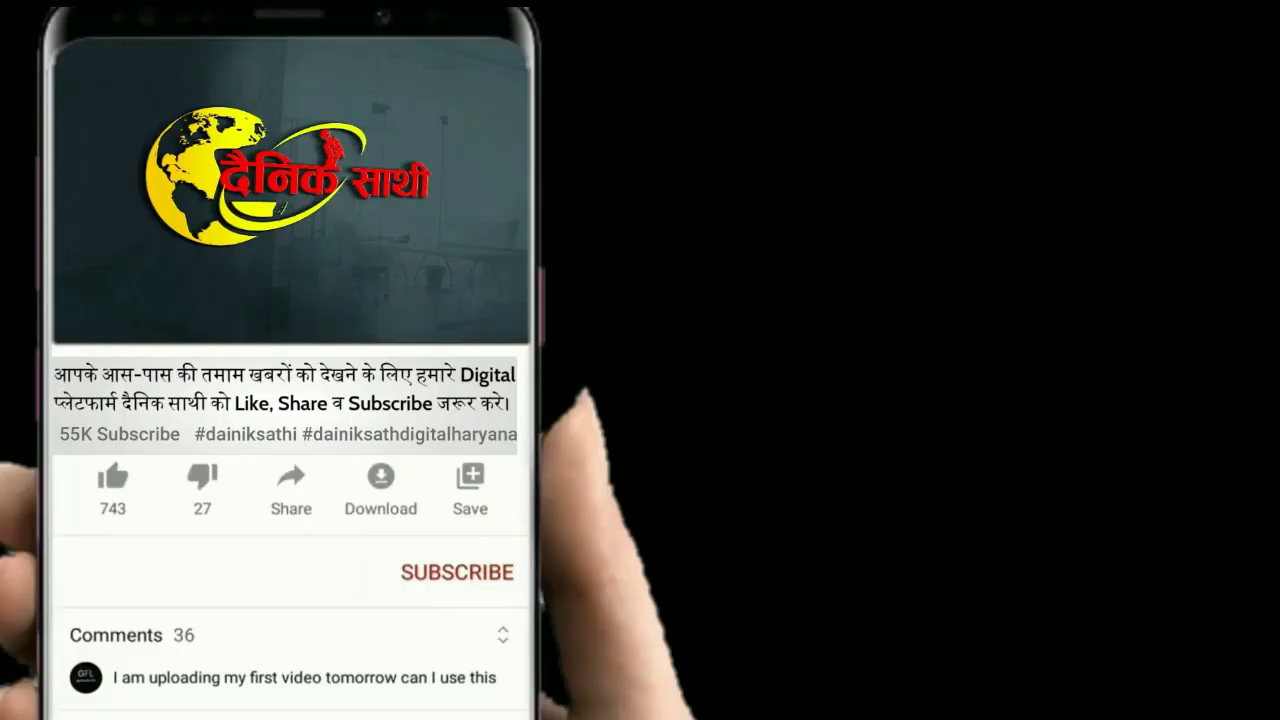 दैनिक साथी
आपके आस-पास की तमाम खबरों को देखने के लिए हमारे Digital
प्लेटफार्म दैनिक साथी को Like, Share व Subscribe जरूर करे।
55K Subscribe #dainiksathi #dainiksathdigitalharyana
743 27 Share Download Save
SUBSCRIBE
Comments 36
GFL
I am uploading my first video tomorrow can I use this